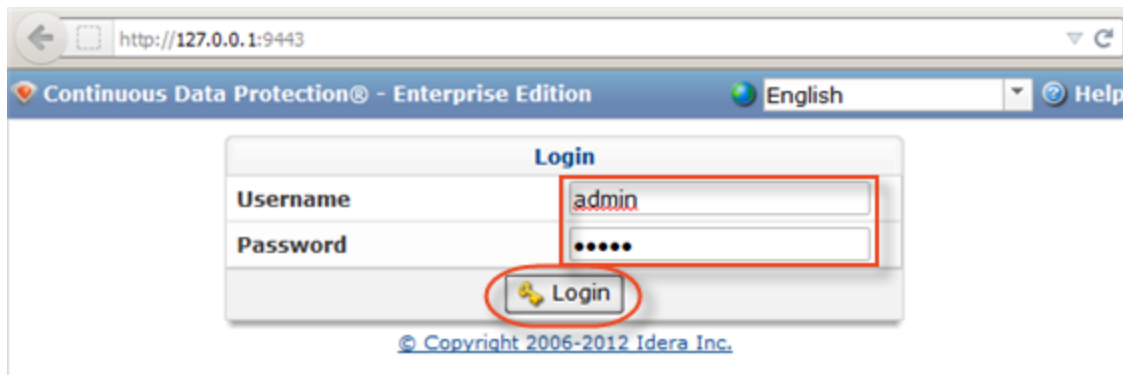 http://127.0.0.1:9443
Continuous Data Protection® - Enterprise Edition English Help
Login
Username admin
Password •••••
Login
© Copyright 2006-2012 Idera Inc.